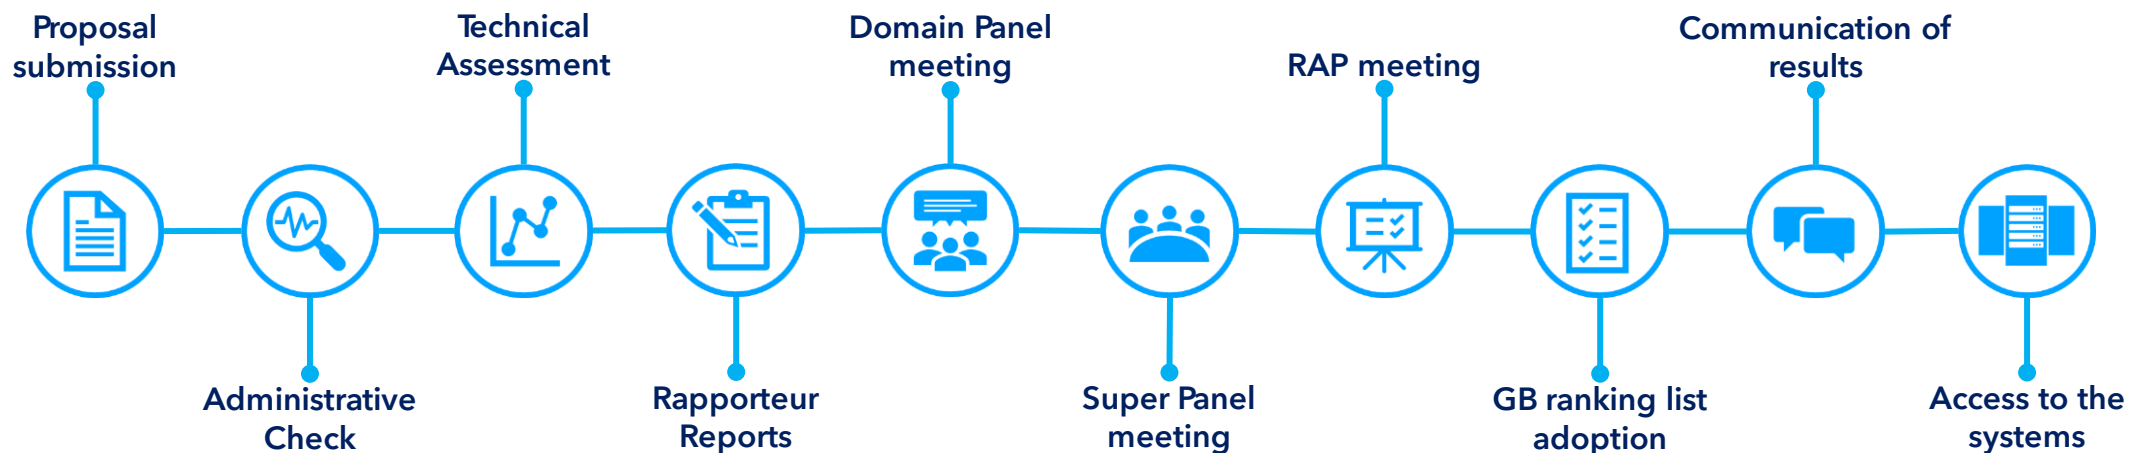 Proposal
submission
Administrative
Check
Technical
Assessment
Rapporteur
Reports
Domain Panel
meeting
Super Panel
meeting
RAP meeting
GB ranking list
adoption
Communication of
results
Access to the
systems